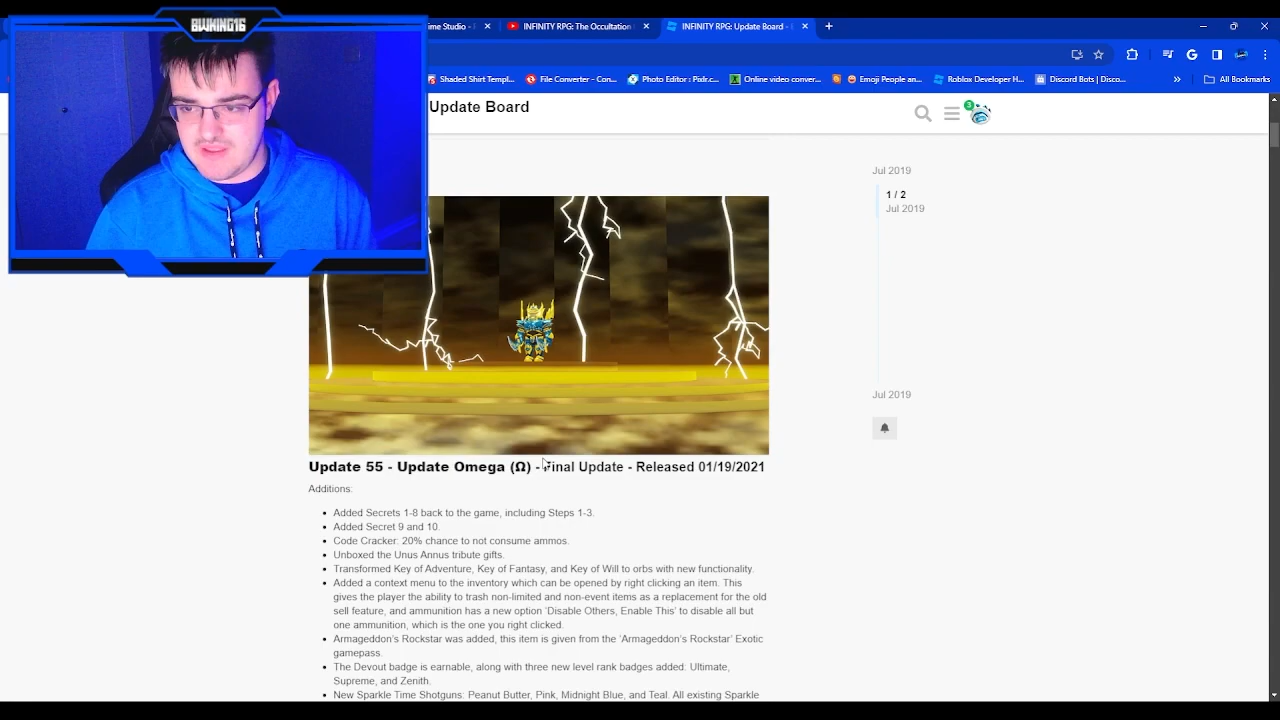 BWKING16
ime Studio -
INFINITY RPG: The Occultation
INFINITY RPG: Update Board -
Shaded Shirt Templ...
File Converter - Con...
Photo Editor : Pixlr.c...
Online video conver...
Emoji People an...
Roblox Developer H...
Discord Bots | Disco...
»
All Bookmarks
Update Board
3
Jul 2019
1 / 2
Jul 2019
Jul 2019
Update 55 - Update Omega (Ω) - Final Update - Released 01/19/2021
Additions:
Added Secrets 1-8 back to the game, including Steps 1-3.
Added Secret 9 and 10.
Code Cracker: 20% chance to not consume ammos.
Unboxed the Unus Annus tribute gifts.
Transformed Key of Adventure, Key of Fantasy, and Key of Will to orbs with new functionality.
Added a context menu to the inventory which can be opened by right clicking an item. This
gives the player the ability to trash non-limited and non-event items as a replacement for the old
sell feature, and ammunition has a new option ‘Disable Others, Enable This’ to disable all but
one ammunition, which is the one you right clicked.
Armageddon’s Rockstar was added, this item is given from the ‘Armageddon’s Rockstar’ Exotic
gamepass.
The Devout badge is earnable, along with three new level rank badges added: Ultimate,
Supreme, and Zenith.
New Sparkle Time Shotguns: Peanut Butter, Pink, Midnight Blue, and Teal. All existing Sparkle